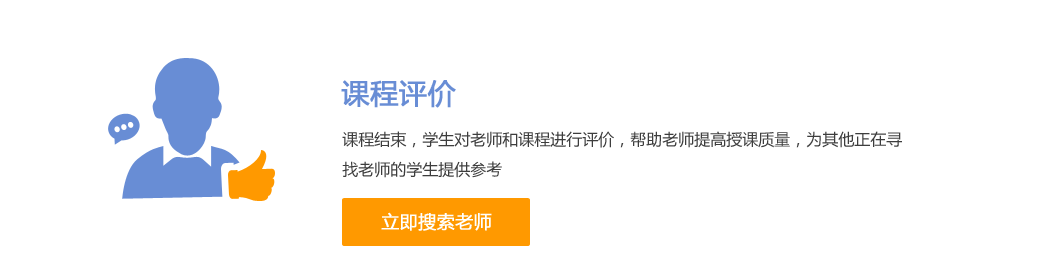 课程评价
课程结束，学生对老师和课程进行评价，帮助老师提高授课质量，为其他正在寻
找老师的学生提供参考
立即搜索老师